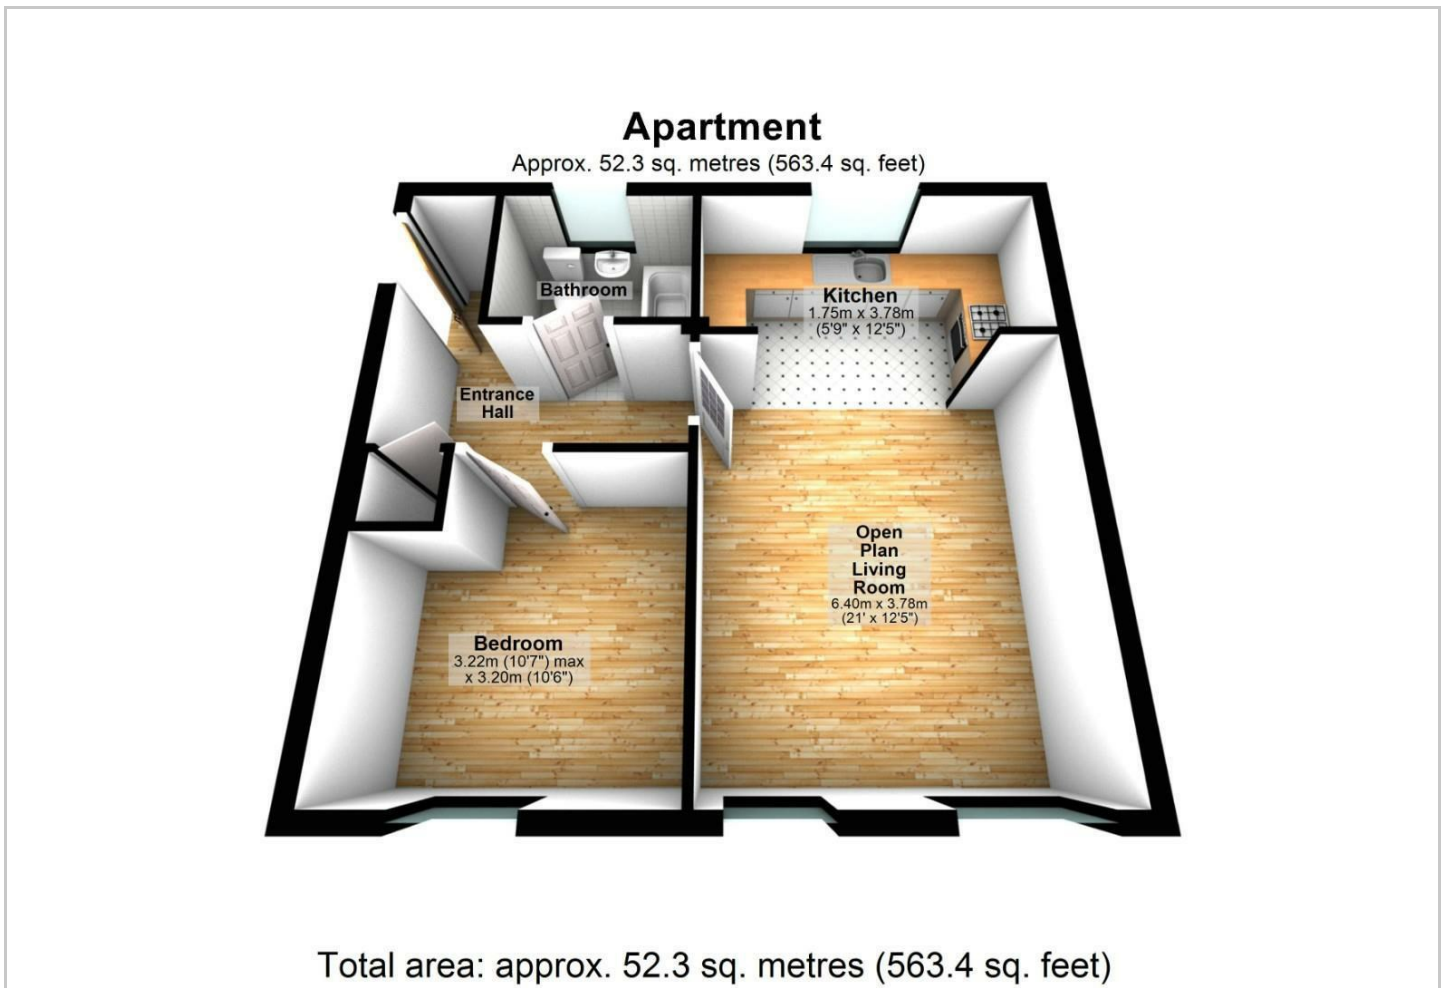 Apartment
Approx. 52.3 sq. metres (563.4 sq. feet)
Bathroom
Kitchen
1.75m x 3.78m
(5'9" x 12'5")
Entrance
Hall
Open
Plan
Living
Room
6.40m x 3.78m
(21' x 12'5")
Bedroom
3.22m (10'7") max
x 3.20m (10'6")
Total area: approx. 52.3 sq. metres (563.4 sq. feet)